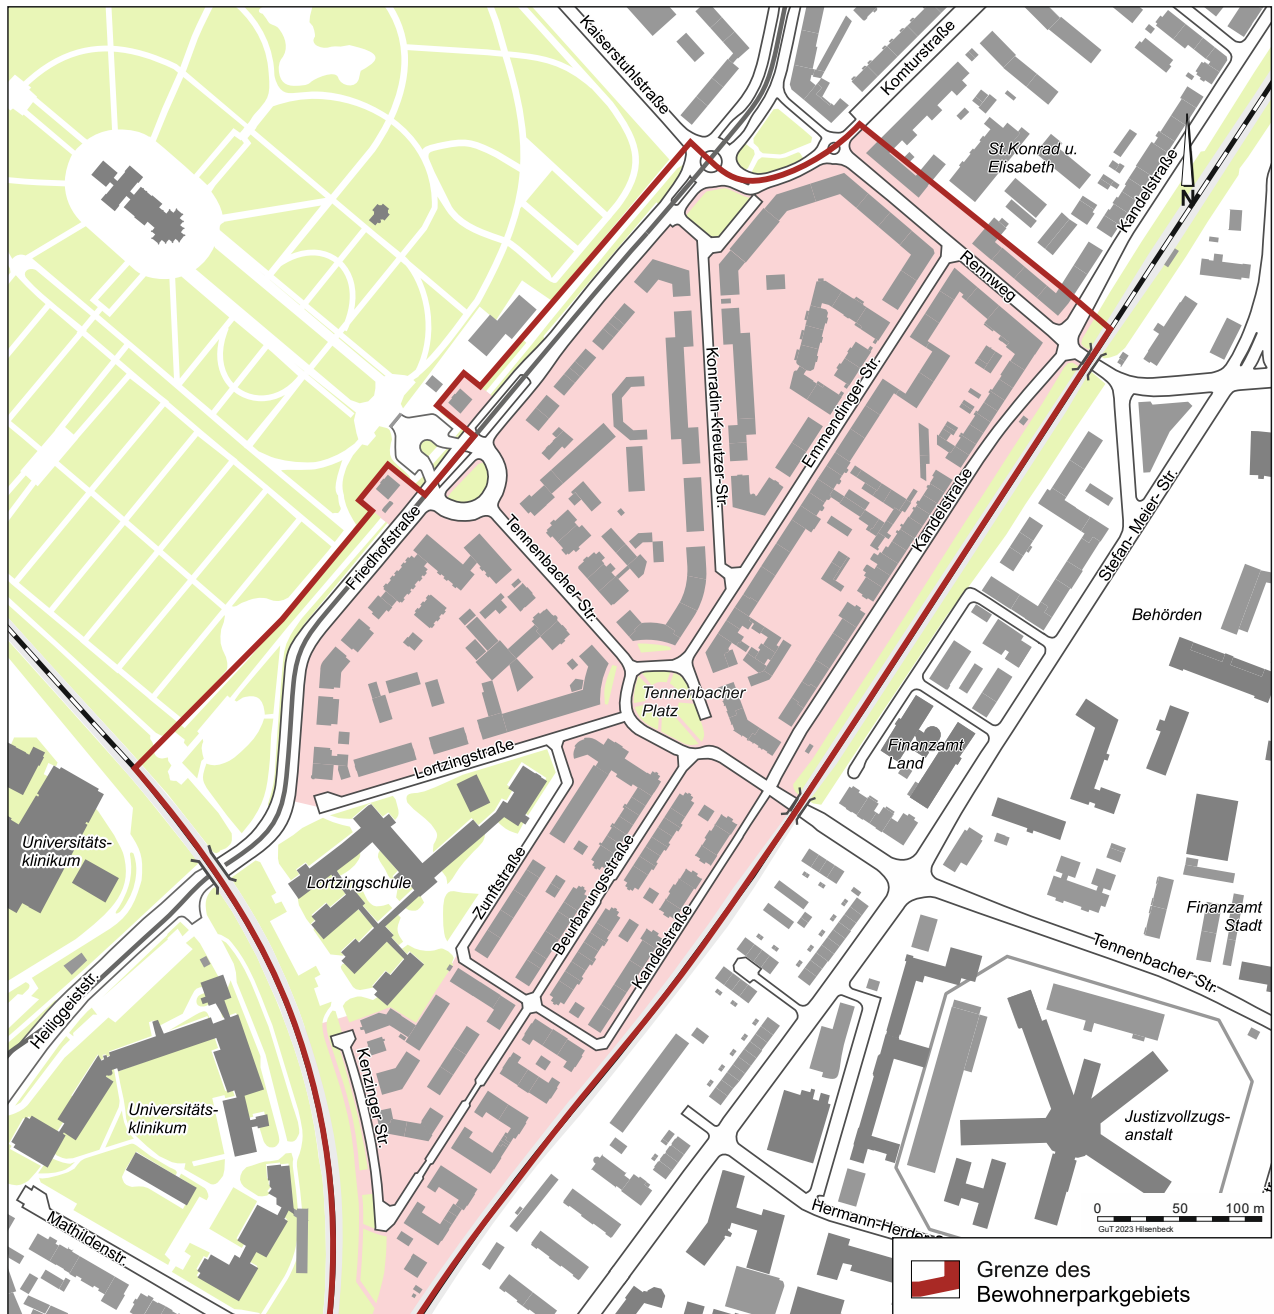 Kaiserstuhlstraße
Komturstraße
St.Konrad u.
Elisabeth
Kandelstraße
N
Rennweg
Konradin-Kreutzer-Str.
Emmendinger-Str.
Kandelstraße
Stefan- Meier- Str.
Friedhofstraße
Tennenbacher-Str.
Behörden
Tennenbacher
Platz
Lortzingstraße
Finanzamt
Land
Universitäts-
klinikum
Lortzingschule
Zunftstraße
Beurbarungsstraße
Kandelstraße
Finanzamt
Stadt
Tennenbacher-Str.
Heiliggeiststr.
Kenzinger Str.
Universitäts-
klinikum
Justizvollzugs-
anstalt
Mathildenstr.
0 50 100 m
GuT 2023 Hilsenbeck
Grenze des
Bewohnerparkgebiets